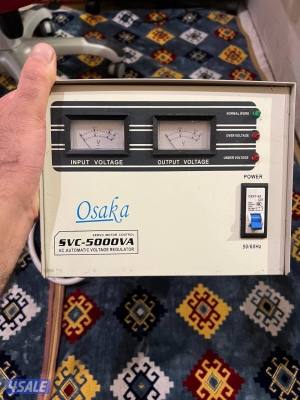 NORMAL WORK
OVER VOLTAGE
UNDER VOLTAGE
INPUT VOLTAGE
OUTPUT VOLTAGE
POWER
Osaka
SERVO MOTOR CONTROL
SVC-5000VA
AC AUTOMATIC VOLTAGE REGULATOR
50/60Hz
4SALE